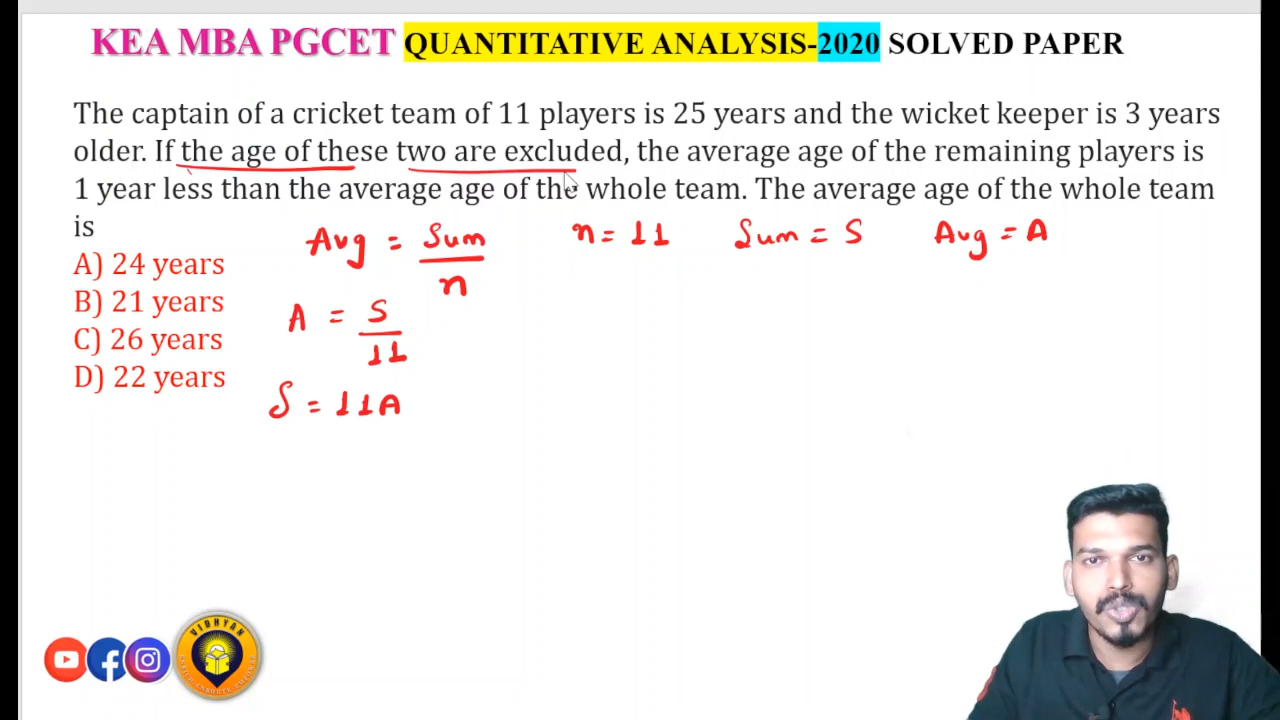 KEA MBA PGCET QUANTITATIVE ANALYSIS-2020 SOLVED PAPER
The captain of a cricket team of 11 players is 25 years and the wicket keeper is 3 years
older. If the age of these two are excluded, the average age of the remaining players is
1 year less than the average age of the whole team. The average age of the whole team
is
A) 24 years
B) 21 years
C) 26 years
D) 22 years
Avg = Sum / n
n = 11
Sum = S
Avg = A
A = S / 11
S = 11A
VIDHYAN